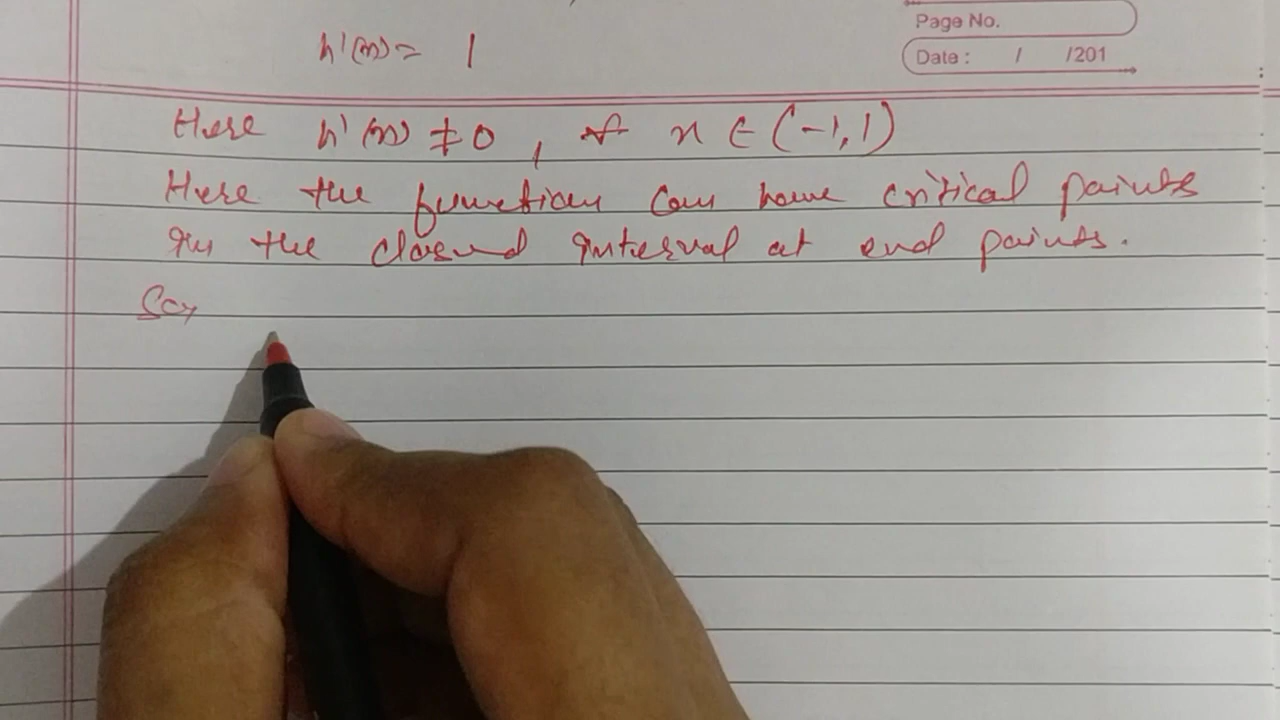 Page No.
h'(x) = 1
Date : / /201
Here h'(x) ≠ 0 , ∀ x ∈ (-1,1)
Here the function can have critical points
in the closed interval at end points.
So,